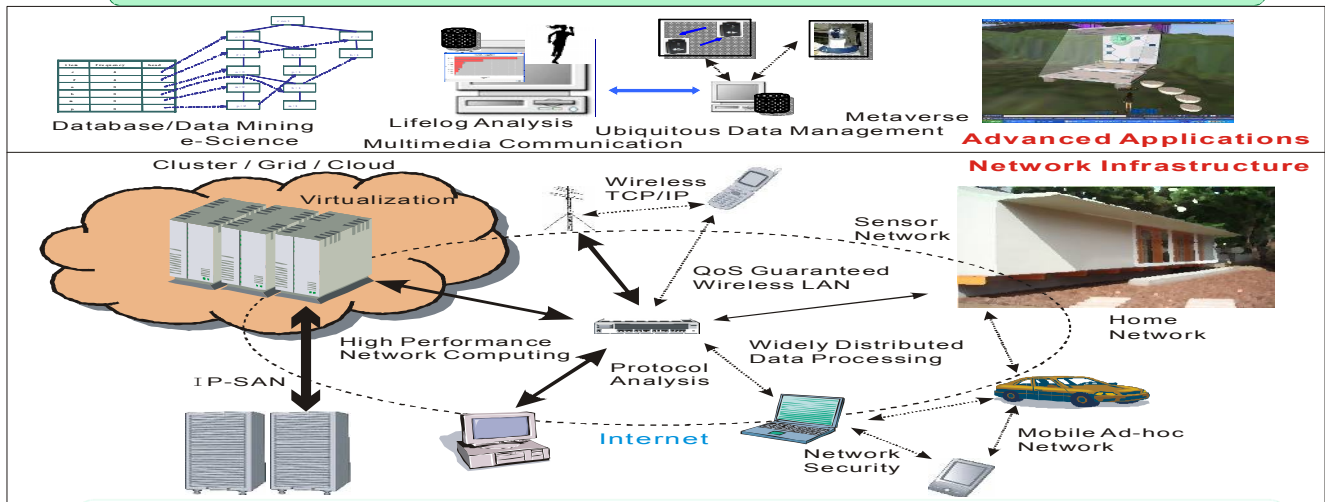 Database/Data Mining
e-Science
Lifelog Analysis
Multimedia Communication
Ubiquitous Data Management
Metaverse
Advanced Applications
Network Infrastructure
Cluster / Grid / Cloud
Virtualization
Wireless
TCP/IP
Sensor
Network
QoS Guaranteed
Wireless LAN
Home
Network
High Performance
Network Computing
Widely Distributed
Data Processing
Protocol
Analysis
IP-SAN
Internet
Network
Security
Mobile Ad-hoc
Network